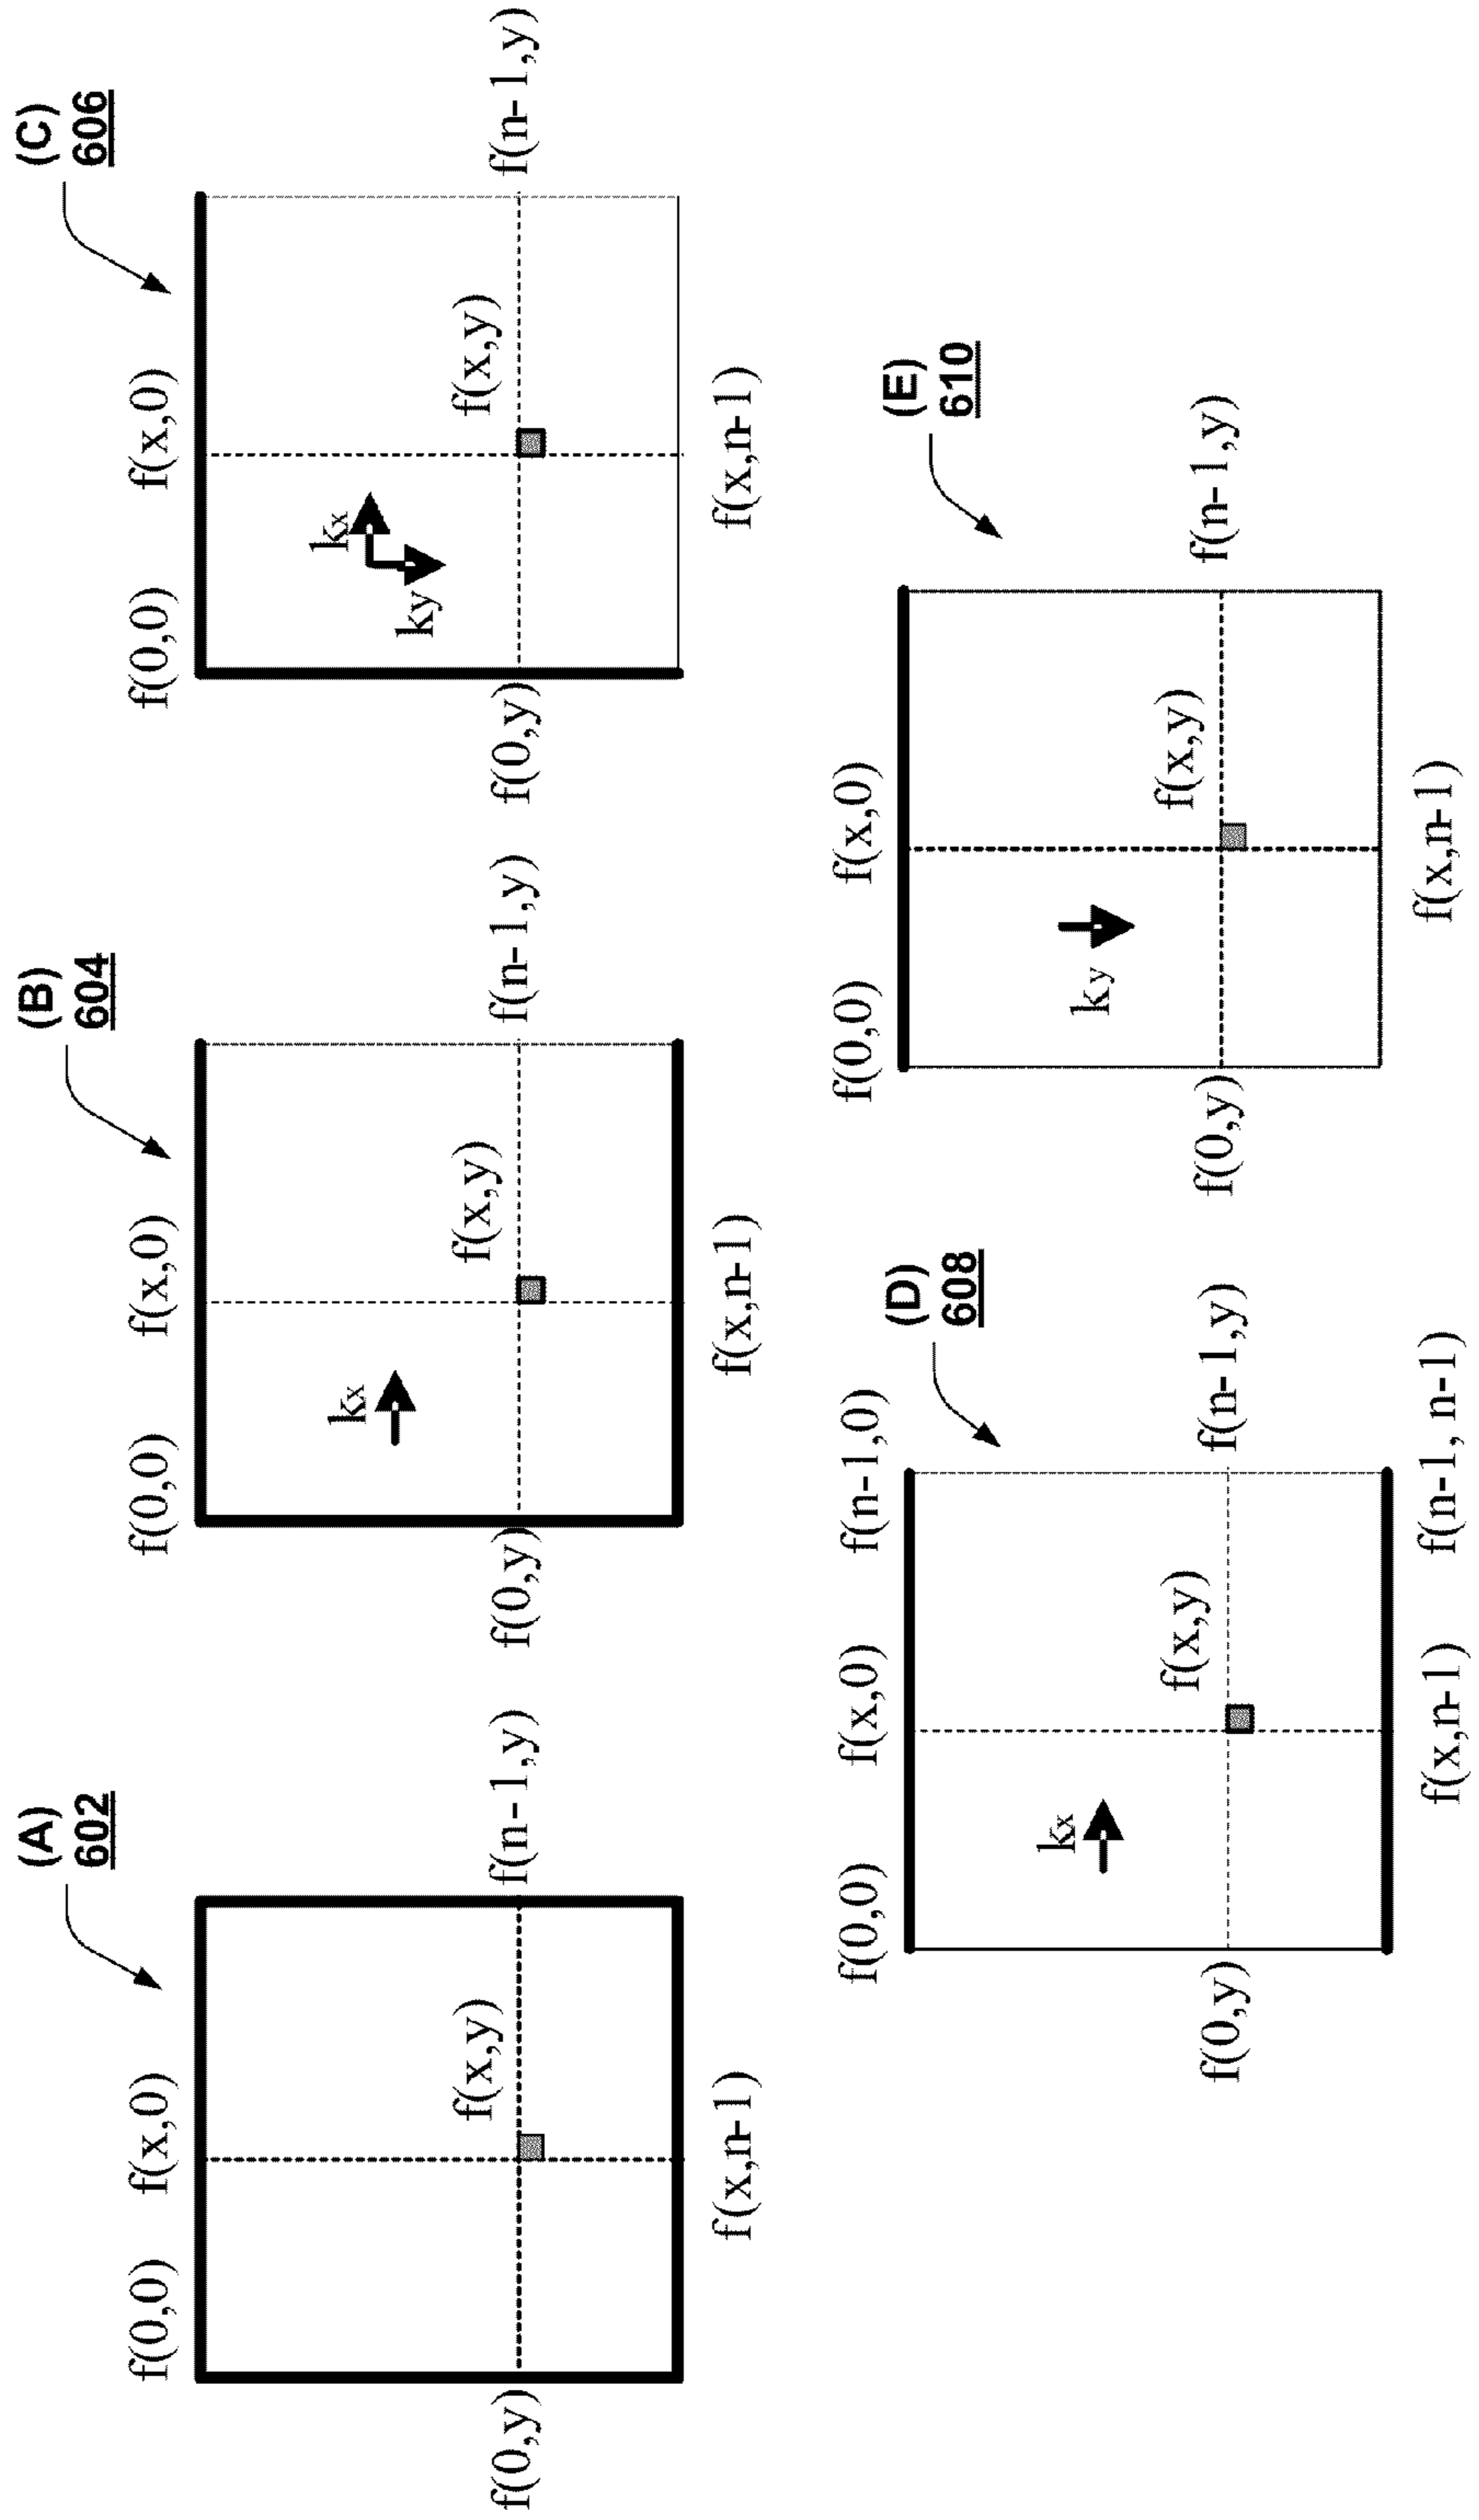 (A)
602
f(0,0)
f(x,0)
f(x,y)
f(0,y)
f(n-1,y)
f(x,n-1)
(B)
604
f(0,0)
f(x,0)
kx
f(x,y)
f(0,y)
f(n-1,y)
f(x,n-1)
(C)
606
f(0,0)
f(x,0)
kx
ky
f(x,y)
f(0,y)
f(n-1,y)
f(x,n-1)
(D)
608
f(0,0)
f(x,0)
f(n-1,0)
kx
f(x,y)
f(0,y)
f(n-1,y)
f(x,n-1)
f(n-1, n-1)
(E)
610
f(0,0)
f(x,0)
ky
f(x,y)
f(0,y)
f(n-1,y)
f(x,n-1)